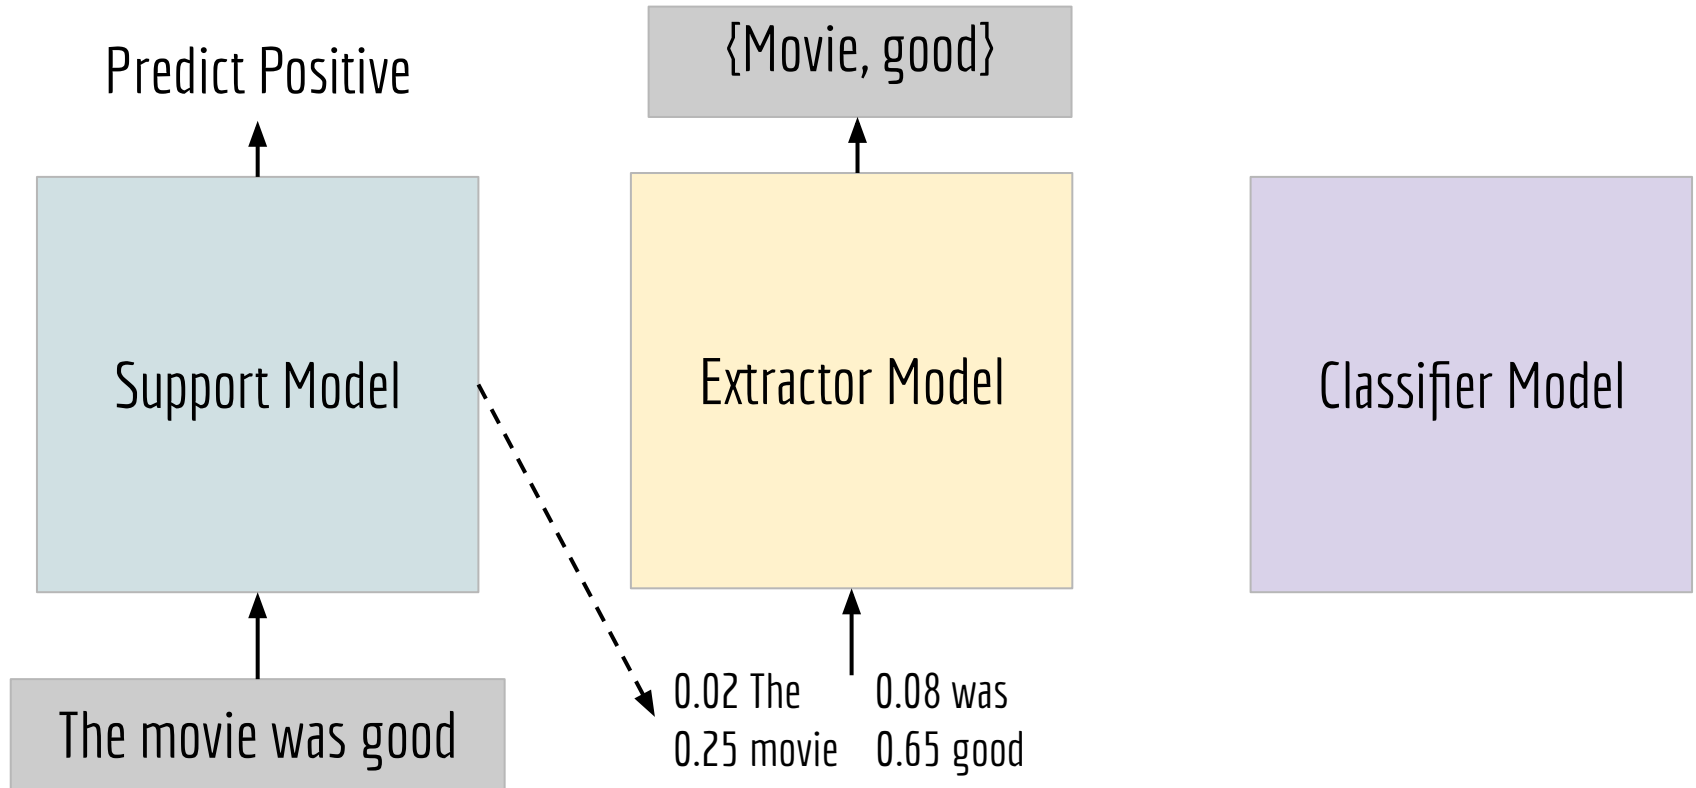 Predict Positive
{Movie, good}
Support Model
Extractor Model
Classifier Model
The movie was good
0.02 The
0.08 was
0.25 movie
0.65 good